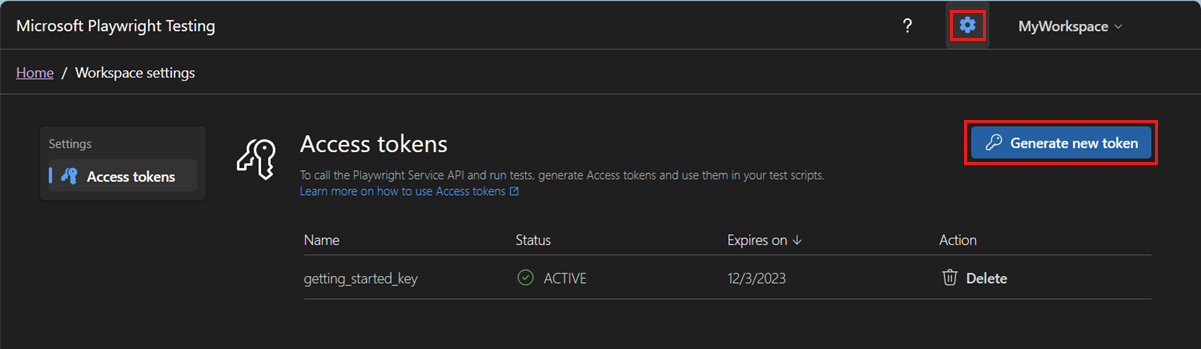 Microsoft Playwright Testing ? MyWorkspace
Home / Workspace settings
Settings
Access tokens
Access tokens
Generate new token
To call the Playwright Service API and run tests, generate Access tokens and use them in your test scripts.
Learn more on how to use Access tokens
Name Status Expires on ↓ Action
getting_started_key ACTIVE 12/3/2023 Delete